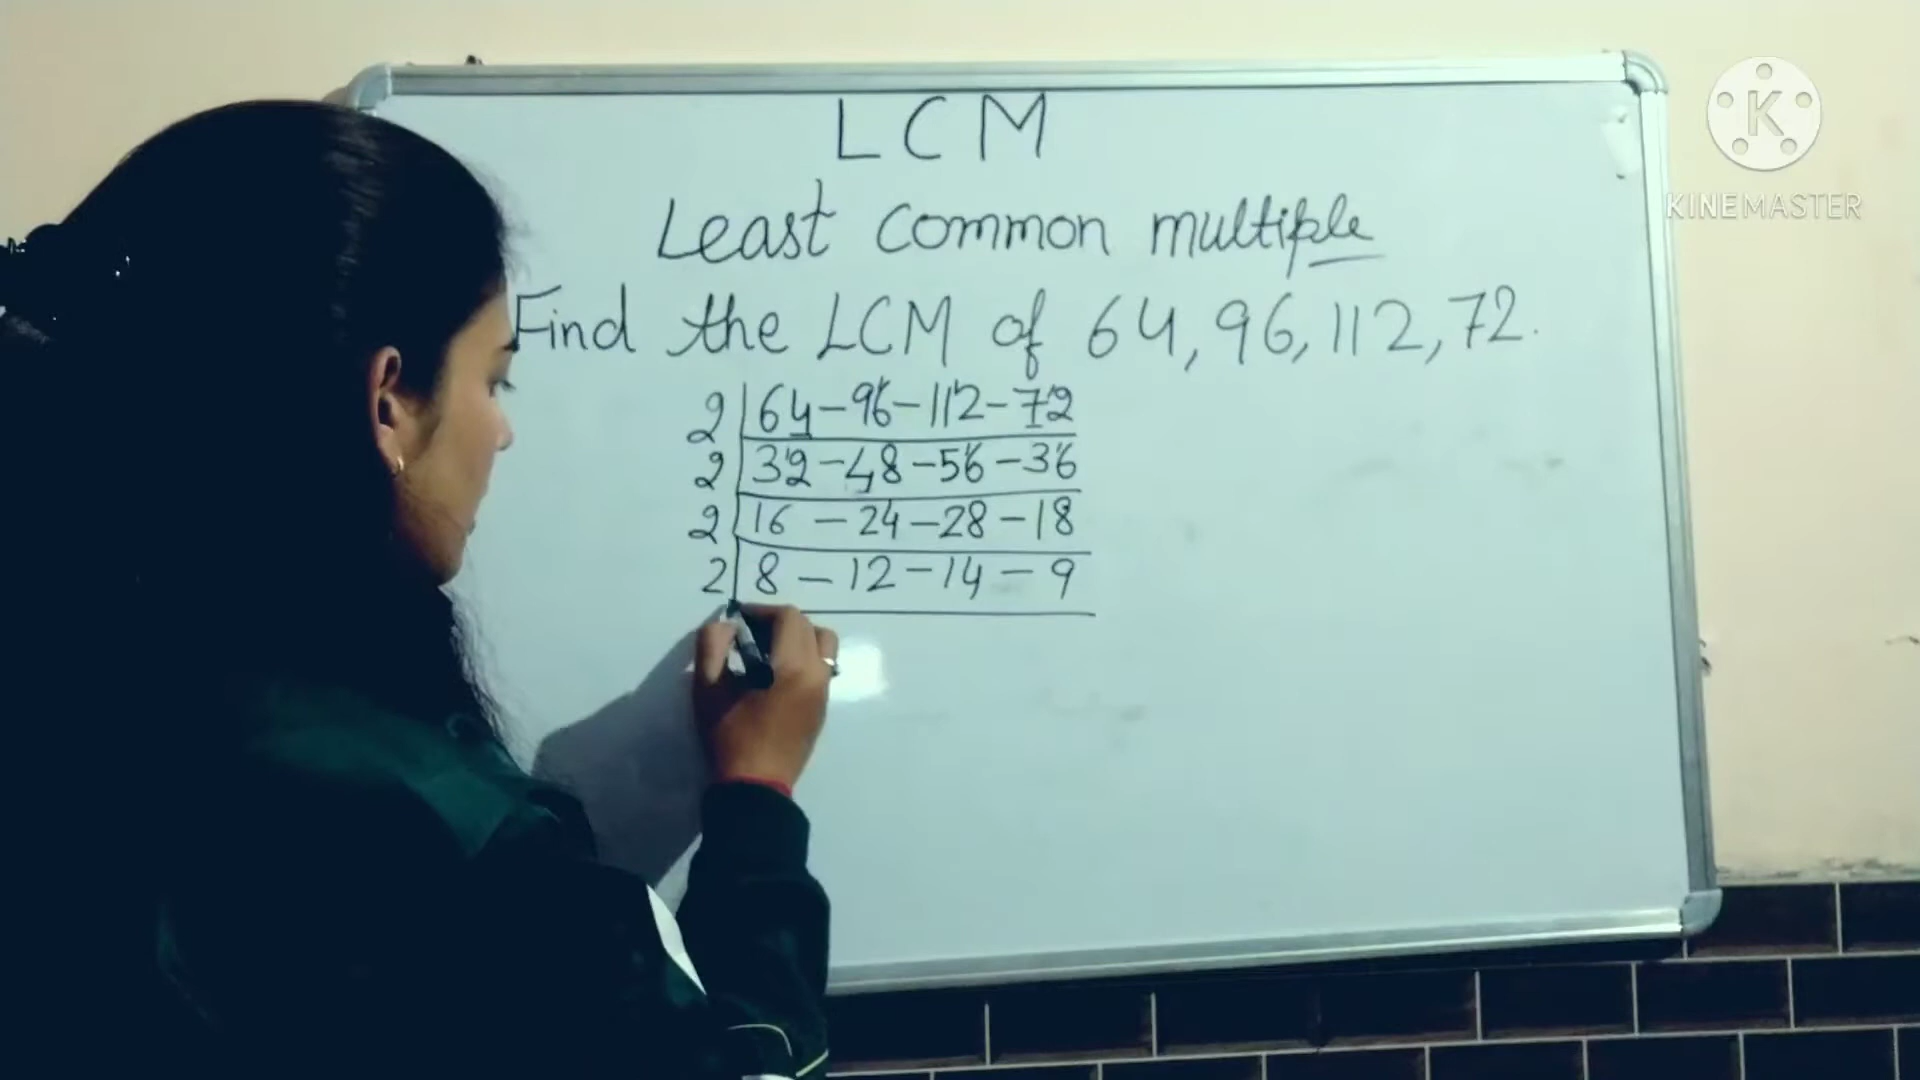 LCM
Least common multiple
Find the LCM of 64, 96, 112, 72.
2 | 64 - 96 - 112 - 72
2 | 32 - 48 - 56 - 36
2 | 16 - 24 - 28 - 18
2 | 8 - 12 - 14 - 9
K
KINEMASTER